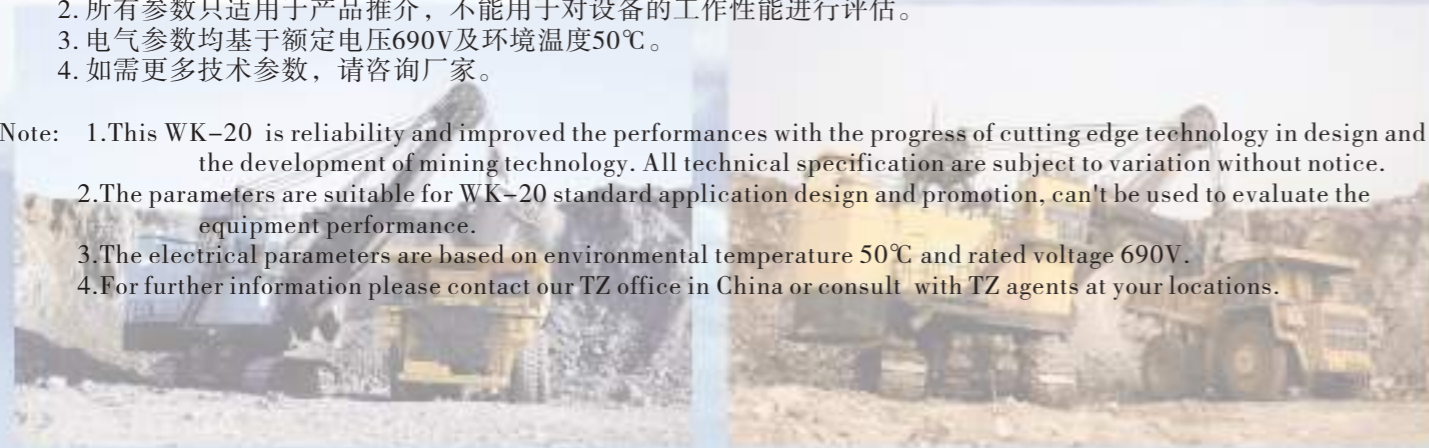 2. 所有参数只适用于产品推介，不能用于对设备的工作性能进行评估。
3. 电气参数均基于额定电压690V及环境温度50℃。
4. 如需更多技术参数，请咨询厂家。
Note: 1.This WK-20 is reliability and improved the performances with the progress of cutting edge technology in design and
the development of mining technology. All technical specification are subject to variation without notice.
2.The parameters are suitable for WK-20 standard application design and promotion, can't be used to evaluate the
equipment performance.
3.The electrical parameters are based on environmental temperature 50℃ and rated voltage 690V.
4.For further information please contact our TZ office in China or consult with TZ agents at your locations.